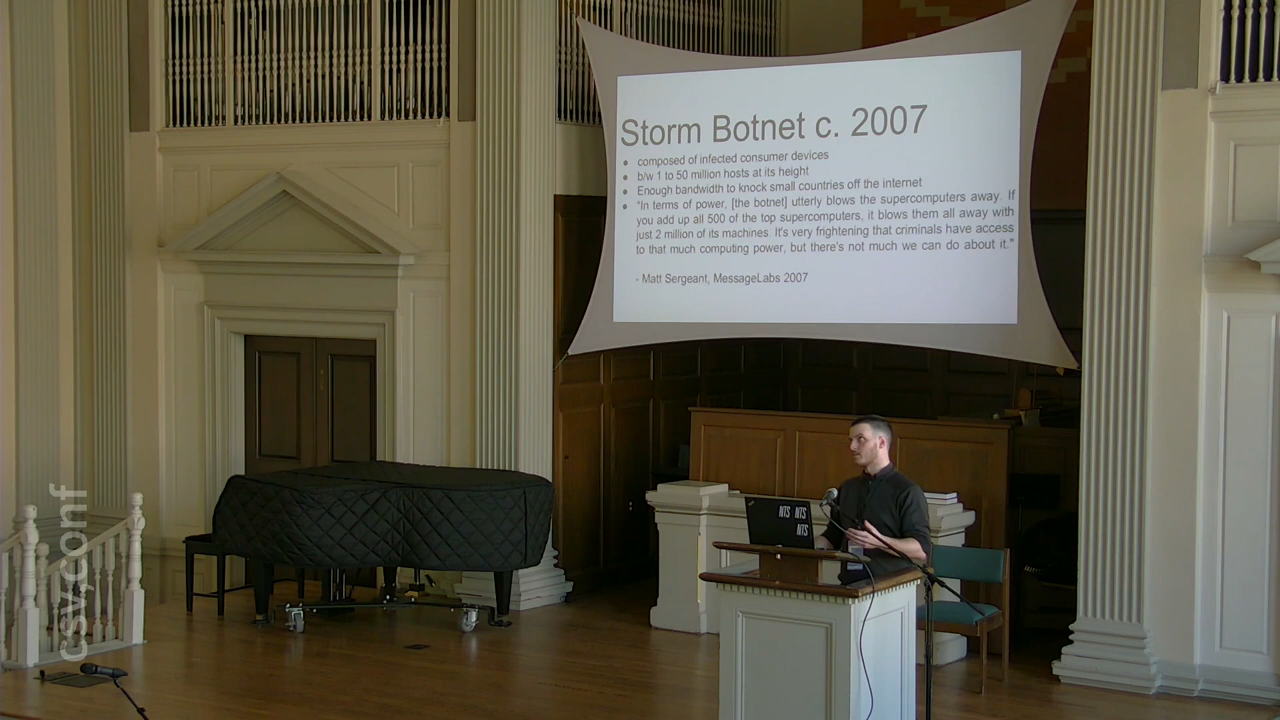 Storm Botnet c. 2007
composed of infected consumer devices
b/w 1 to 50 million hosts at its height
Enough bandwidth to knock small countries off the internet
"In terms of power, [the botnet] utterly blows the supercomputers away. If
you add up all 500 of the top supercomputers, it blows them all away with
just 2 million of its machines. It's very frightening that criminals have access
to that much computing power, but there's not much we can do about it."
- Matt Sergeant, MessageLabs 2007
NTS NTS
NTS
csv,conf